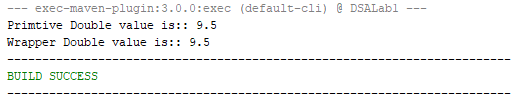 --- exec-maven-plugin:3.0.0:exec (default-cli) @ DSALab1 ---
Primtive Double value is:: 9.5
Wrapper Double value is:: 9.5
------------------------------------------------------------------------
BUILD SUCCESS
------------------------------------------------------------------------